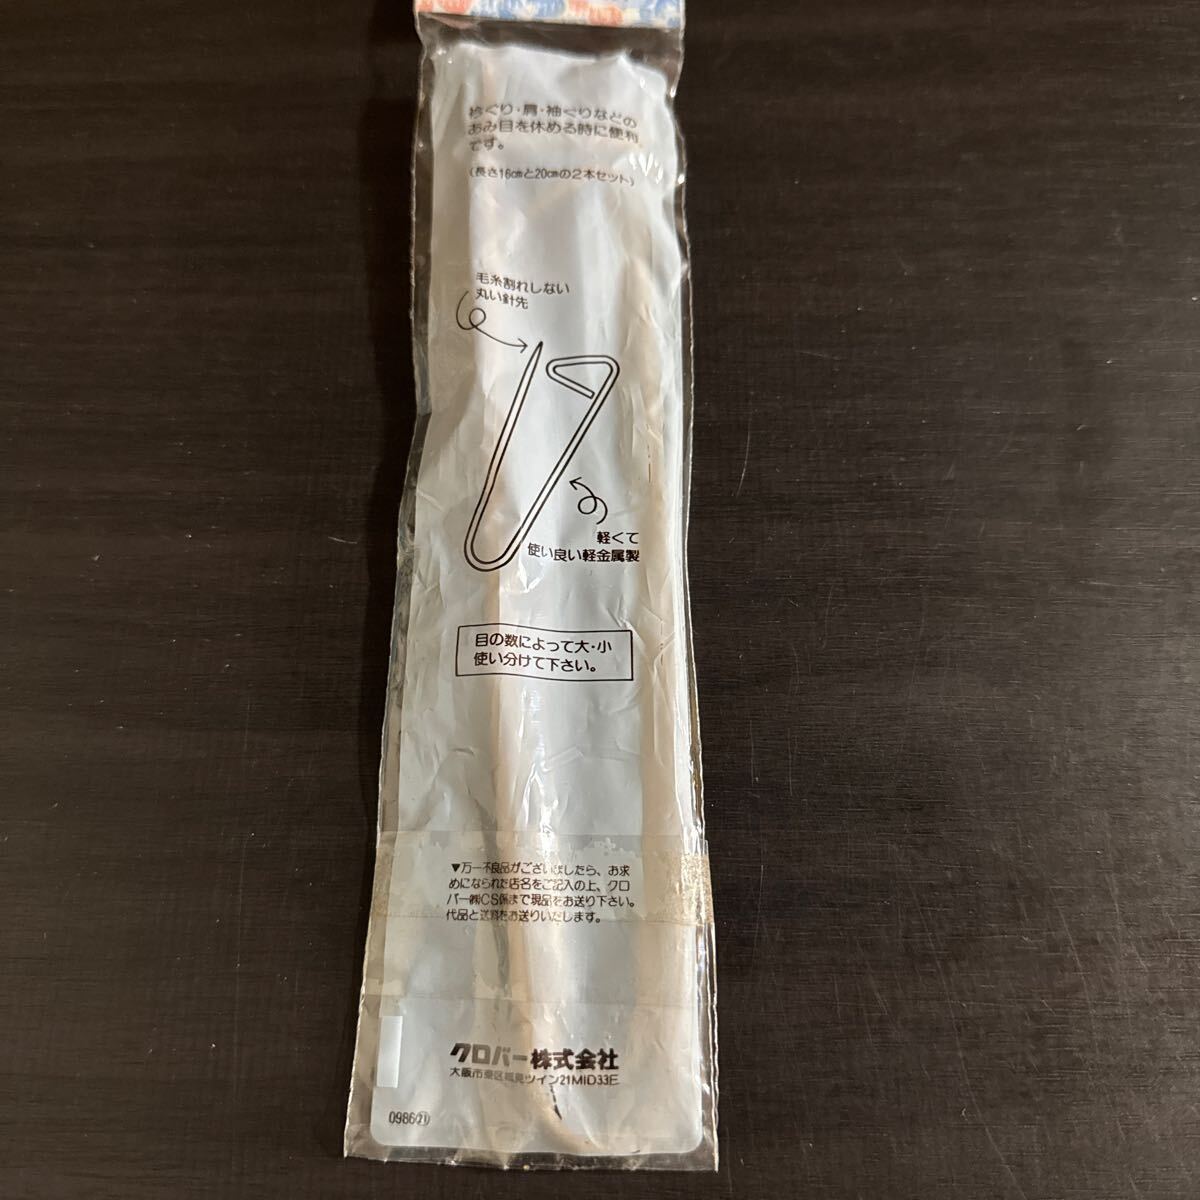 衿ぐり・肩・袖ぐりなどの
あみ目を休める時に便利
です。
(長さ16㎝と20㎝の2本セット)
毛糸割れしない
丸い針先
軽くて
使い良い軽金属製
目の数によって大・小
使い分けて下さい。
▼万一不良品がございましたら、お求
めになられた店名をご記入の上、クロ
バー㈱CS係まで現品をお送り下さい。
代品と送料をお送りいたします。
クロバー株式会社
大阪市東区城見ツイン21MID33F
0986㉑